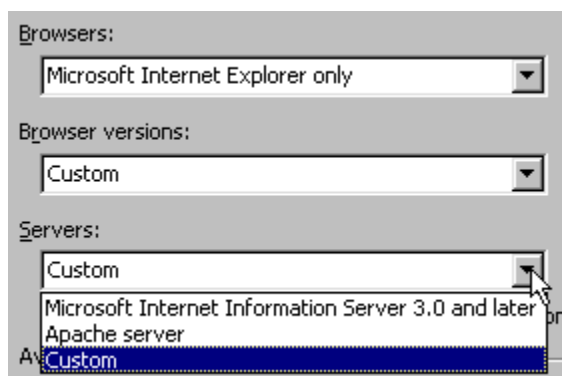 Browsers:
Microsoft Internet Explorer only
Browser versions:
Custom
Servers:
Custom
Microsoft Internet Information Server 3.0 and later
Apache server
Custom